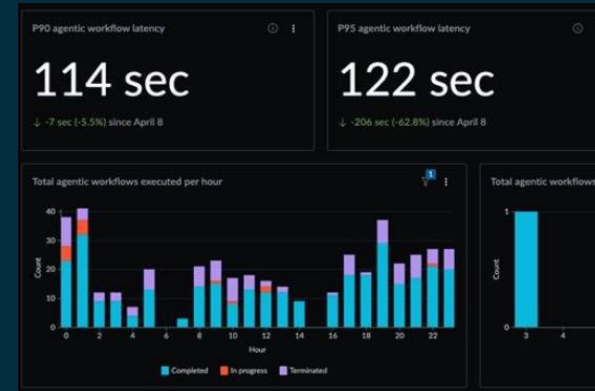 P90 agentic workflow latency
114 sec
↓ -7 sec (-5.5%) since April 8
P95 agentic workflow latency
122 sec
↓ -206 sec (-62.8%) since April 8
Total agentic workflows executed per hour
1
40
30
20
10
0
Count
0 2 4 6 8 10 12 14 16 18 20 22
Hour
Completed In progress Terminated
Total agentic workflows
1
0
Count
3 4